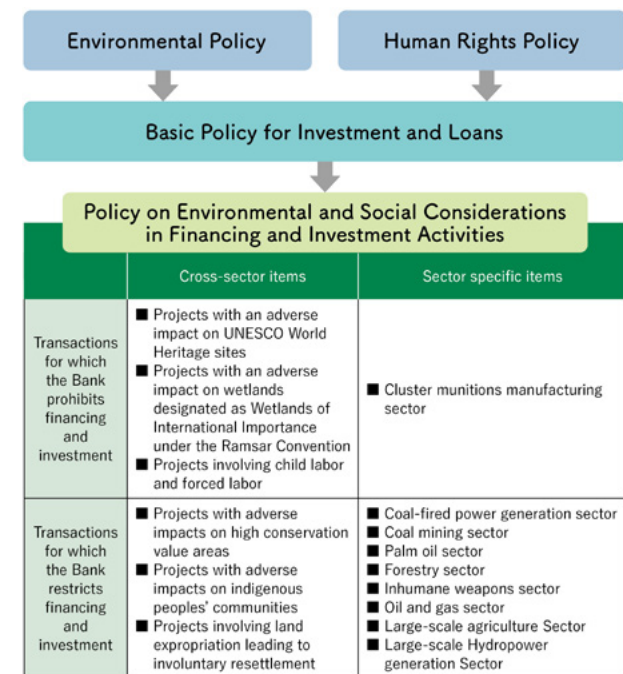 Environmental Policy
Human Rights Policy
Basic Policy for Investment and Loans
Policy on Environmental and Social Considerations
in Financing and Investment Activities
Cross-sector items
Sector specific items
Transactions
for which
the Bank
prohibits
financing
and
investment
■ Projects with an adverse
impact on UNESCO World
Heritage sites
■ Projects with an adverse
impact on wetlands
designated as Wetlands of
International Importance
under the Ramsar Convention
■ Projects involving child labor
and forced labor
■ Cluster munitions manufacturing
sector
Transactions
for which
the Bank
restricts
financing
and
investment
■ Projects with adverse
impacts on high conservation
value areas
■ Projects with adverse
impacts on indigenous
peoples' communities
■ Projects involving land
expropriation leading to
involuntary resettlement
■ Coal-fired power generation sector
■ Coal mining sector
■ Palm oil sector
■ Forestry sector
■ Inhumane weapons sector
■ Oil and gas sector
■ Large-scale agriculture Sector
■ Large-scale Hydropower
generation Sector